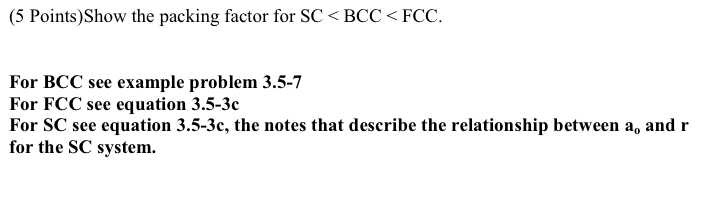 (5 Points)Show the packing factor for SC < BCC < FCC.
For BCC see example problem 3.5-7
For FCC see equation 3.5-3c
For SC see equation 3.5-3c, the notes that describe the relationship between aₒ and r
for the SC system.